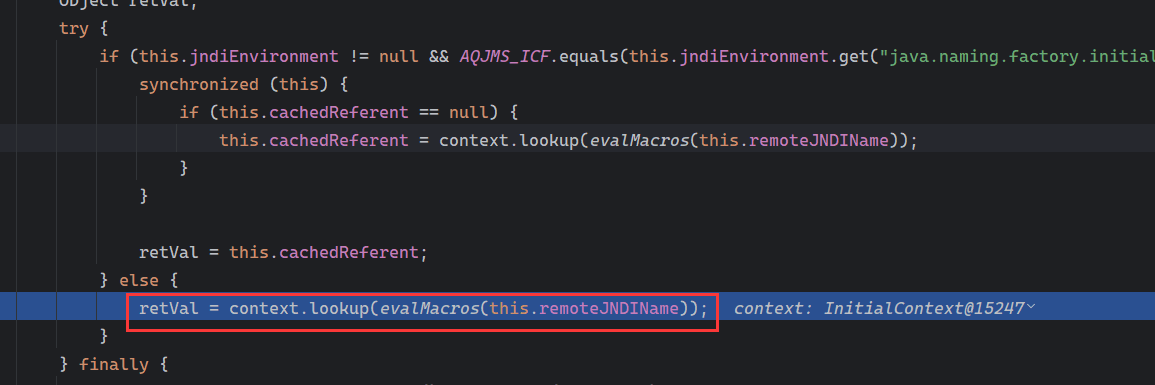 Object retVal;
try {
if (this.jndiEnvironment != null && AQJMS_ICF.equals(this.jndiEnvironment.get("java.naming.factory.initial
synchronized (this) {
if (this.cachedReferent == null) {
this.cachedReferent = context.lookup(evalMacros(this.remoteJNDIName));
}
}
retVal = this.cachedReferent;
} else {
retVal = context.lookup(evalMacros(this.remoteJNDIName)); context: InitialContext@15247
}
} finally {